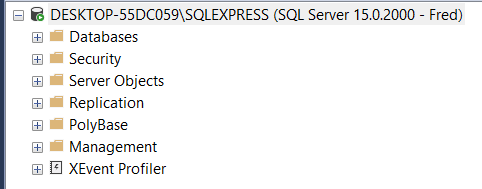 DESKTOP-55DC059\SQLEXPRESS (SQL Server 15.0.2000 - Fred)
Databases
Security
Server Objects
Replication
PolyBase
Management
XEvent Profiler